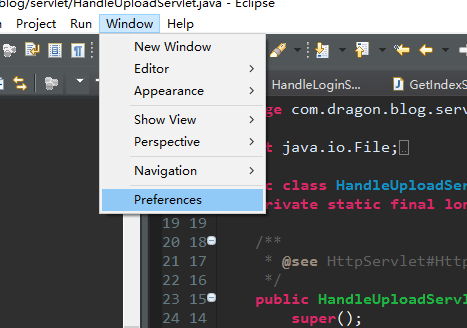 blog/servlet/HandleUploadServlet.java - Eclipse
Project Run Window Help
New Window
Editor
Appearance
Show View
Perspective
Navigation
Preferences
HandleLoginS... GetIndexS
ge com.dragon.blog.serv
t java.io.File;
c class HandleUploadSer
private static final lon
19 19
20 18 /**
21 17 * @see HttpServlet#Http
22 16 */
23 15 public HandleUploadServl
24 14 super();